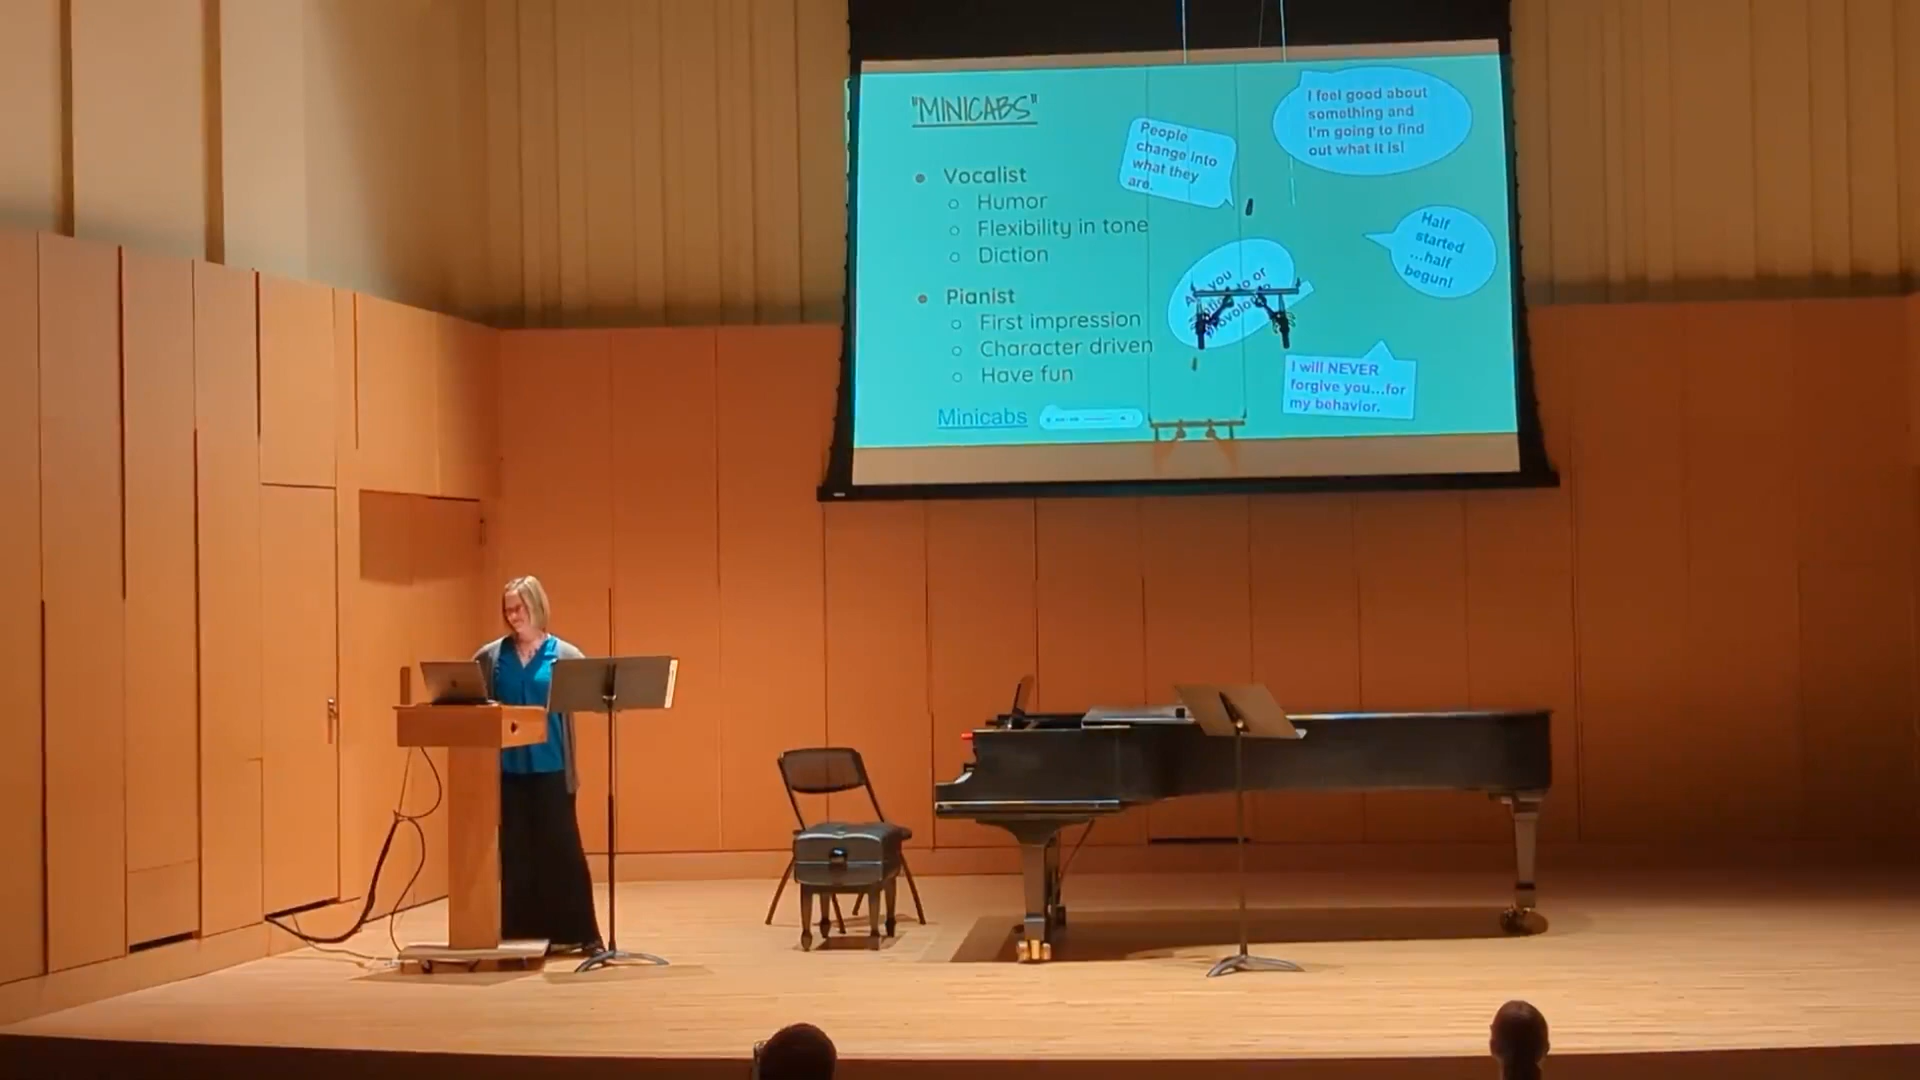 "MINICABS"
Vocalist
Humor
Flexibility in tone
Diction
Pianist
First impression
Character driven
Have fun
Minicabs
People
change into
what they
are.
I feel good about
something and
I'm going to find
out what it is!
Half
started
...half
begun!
you
or
I will NEVER
forgive you...for
my behavior.